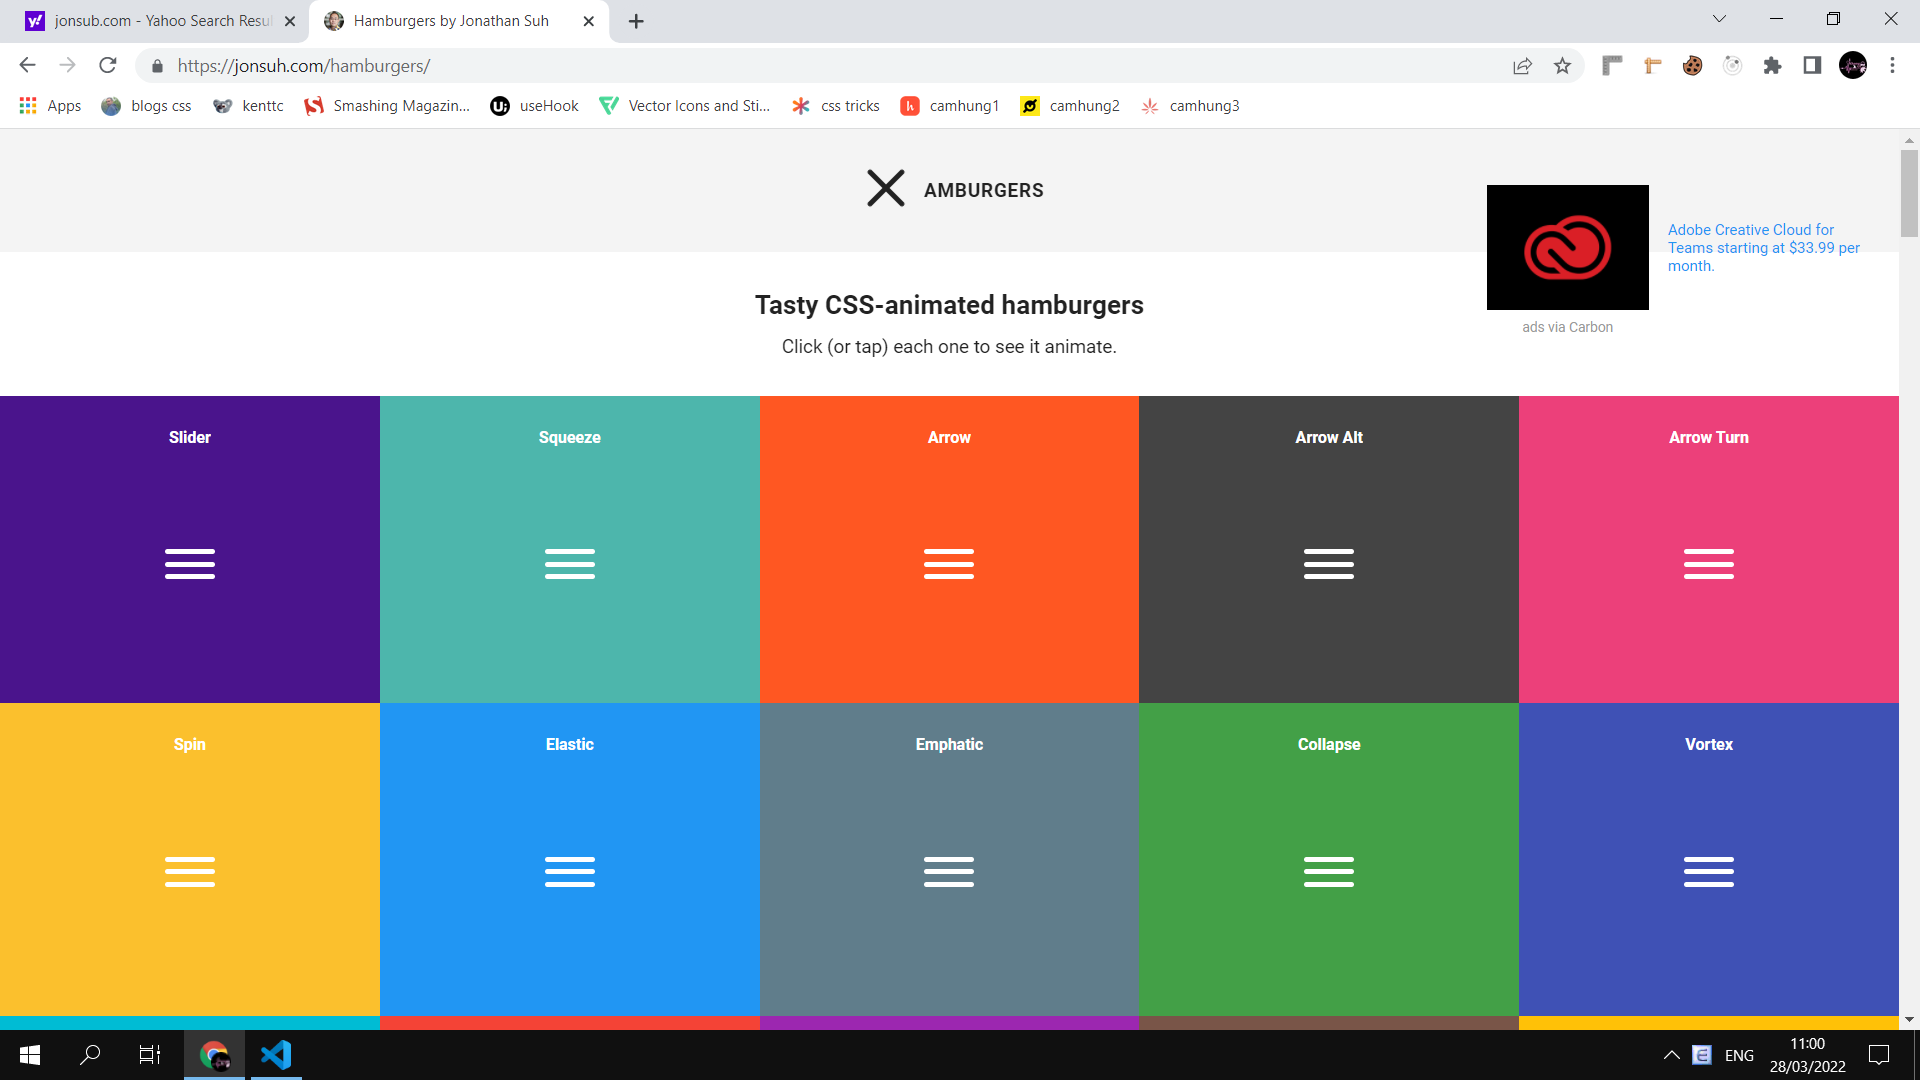 jonsub.com - Yahoo Search Resul
Hamburgers by Jonathan Suh
https://jonsuh.com/hamburgers/
Apps
blogs css
kenttc
Smashing Magazin...
useHook
Vector Icons and Sti...
css tricks
camhung1
camhung2
camhung3
AMBURGERS
Adobe Creative Cloud for
Teams starting at $33.99 per
month.
ads via Carbon
Tasty CSS-animated hamburgers
Click (or tap) each one to see it animate.
Slider
Squeeze
Arrow
Arrow Alt
Arrow Turn
Spin
Elastic
Emphatic
Collapse
Vortex
ENG
11:00
28/03/2022